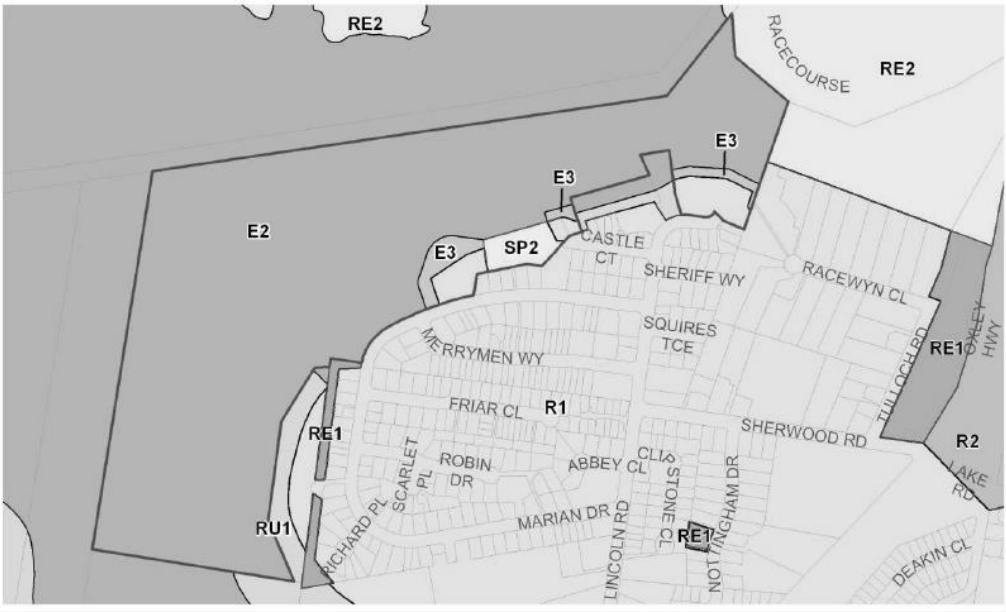 RE2
RACECOURSE
RE2
E3
E3
E2
E3
SP2
CASTLE
CT
SHERIFF WY
RACEWYN CL
SQUIRES
TCE
TULLOCH RD
RE1
OXLEY
HWY
MERRYMEN WY
FRIAR CL
R1
SHERWOOD RD
RE1
R2
LAKE
RD
SCARLET
PL
ROBIN
DR
ABBEY CL
STONE CL
NOTTINGHAM DR
RU1
RICHARD PL
MARIAN DR
LINCOLN RD
RE1
DEAKIN CL